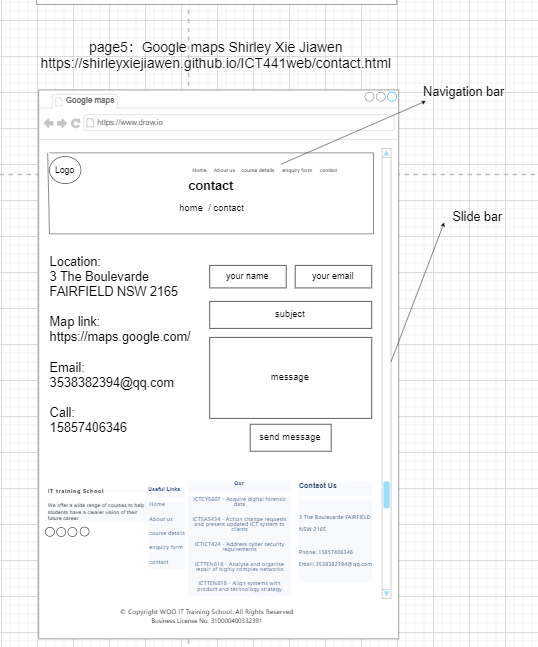 page5：Google maps Shirley Xie Jiawen
https://shirleyxiejiawen.github.io/ICT441web/contact.html
Navigation bar
Google maps
https://www.draw.io
Logo
Home About us course details enquiry form contact
contact
home / contact
Slide bar
Location:
3 The Boulevarde
FAIRFIELD NSW 2165
Map link:
https://maps.google.com/
Email:
3538382394@qq.com
Call:
15857406346
your name
your email
subject
message
send message
IT training School
We offer a wide range of courses to help
students have a clearer vision of their
future career
Useful Links
Home
About us
course details
enquiry form
contact
Our
ICTCYS607 - Acquire digital forensic
data
ICTSAS434 - Action change requests
and present updated ICT system to
clients
ICTICT424 - Address cyber security
requirements
ICTTEN618 - Analyse and organise
repair of highly complex networks
ICTTEN818 - Align systems with
product and technology strategy
Contact Us
3 The Boulevarde FAIRFIELD
NSW 2165
Phone: 15857406346
Email: 3538382394@qq.com
© Copyright WOO IT Training School. All Rights Reserved
Business License No. 310000400332391